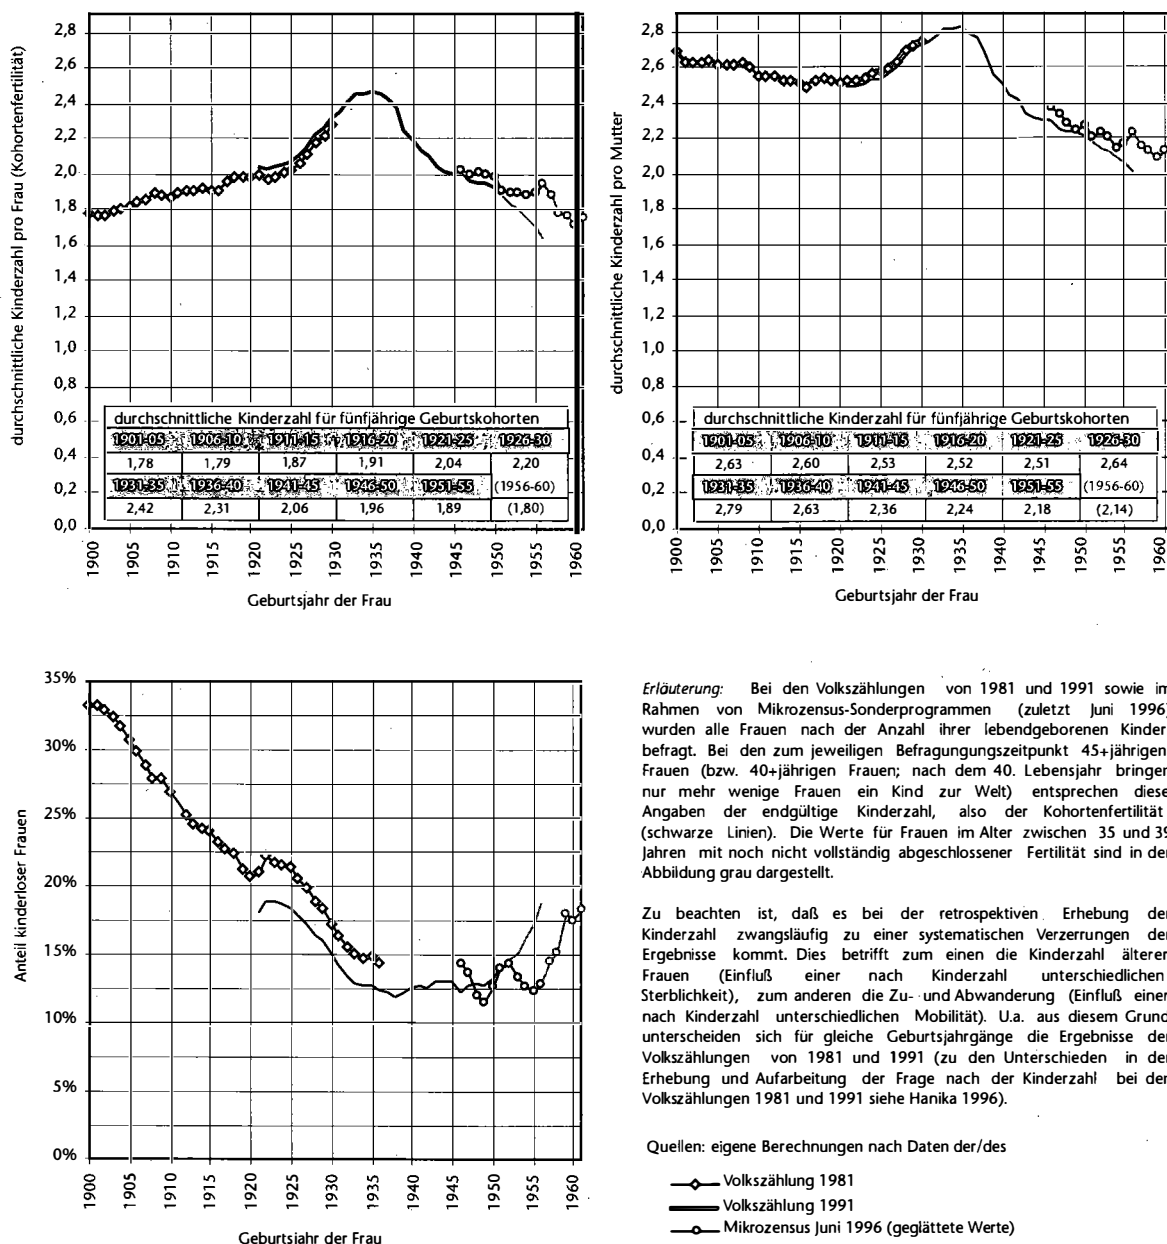 durchschnittliche Kinderzahl pro Frau (Kohortenfertilität)
2,8
2,6
2,4
2,2
2,0
1,8
1,6
1,4
1,2
1,0
0,8
0,6
0,4
0,2
0,0
durchschnittliche Kinderzahl für fünfjährige Geburtskohorten
1901-05 1906-10 1911-15 1916-20 1921-25 1926-30
1,78 1,79 1,87 1,91 2,04 2,20
1931-35 1936-40 1941-45 1946-50 1951-55 (1956-60)
2,42 2,31 2,06 1,96 1,89 (1,80)
1900 1905 1910 1915 1920 1925 1930 1935 1940 1945 1950 1955 1960
Geburtsjahr der Frau
durchschnittliche Kinderzahl pro Mutter
2,8
2,6
2,4
2,2
2,0
1,8
1,6
1,4
1,2
1,0
0,8
0,6
0,4
0,2
0,0
durchschnittliche Kinderzahl für fünfjährige Geburtskohorten
1901-05 1906-10 1911-15 1916-20 1921-25 1926-30
2,63 2,60 2,53 2,52 2,51 2,64
1931-35 1936-40 1941-45 1946-50 1951-55 (1956-60)
2,79 2,63 2,36 2,24 2,18 (2,14)
1900 1905 1910 1915 1920 1925 1930 1935 1940 1945 1950 1955 1960
Geburtsjahr der Frau
Anteil kinderloser Frauen
35%
30%
25%
20%
15%
10%
5%
0%
1900 1905 1910 1915 1920 1925 1930 1935 1940 1945 1950 1955 1960
Geburtsjahr der Frau
Erläuterung: Bei den Volkszählungen von 1981 und 1991 sowie im
Rahmen von Mikrozensus-Sonderprogrammen (zuletzt Juni 1996)
wurden alle Frauen nach der Anzahl ihrer lebendgeborenen Kinder
befragt. Bei den zum jeweiligen Befragungungszeitpunkt 45+jährigen
Frauen (bzw. 40+jährigen Frauen; nach dem 40. Lebensjahr bringen
nur mehr wenige Frauen ein Kind zur Welt) entsprechen diese
Angaben der endgültige Kinderzahl, also der Kohortenfertilität
(schwarze Linien). Die Werte für Frauen im Alter zwischen 35 und 39
Jahren mit noch nicht vollständig abgeschlossener Fertilität sind in der
Abbildung grau dargestellt.
Zu beachten ist, daß es bei der retrospektiven Erhebung der
Kinderzahl zwangsläufig zu einer systematischen Verzerrungen der
Ergebnisse kommt. Dies betrifft zum einen die Kinderzahl älterer
Frauen (Einfluß einer nach Kinderzahl unterschiedlichen
Sterblichkeit), zum anderen die Zu- und Abwanderung (Einfluß einer
nach Kinderzahl unterschiedlichen Mobilität). U.a. aus diesem Grund
unterscheiden sich für gleiche Geburtsjahrgänge die Ergebnisse der
Volkszählungen von 1981 und 1991 (zu den Unterschieden in der
Erhebung und Aufarbeitung der Frage nach der Kinderzahl bei den
Volkszählungen 1981 und 1991 siehe Hanika 1996).
Quellen: eigene Berechnungen nach Daten der/des
Volkszählung 1981
Volkszählung 1991
Mikrozensus Juni 1996 (geglättete Werte)